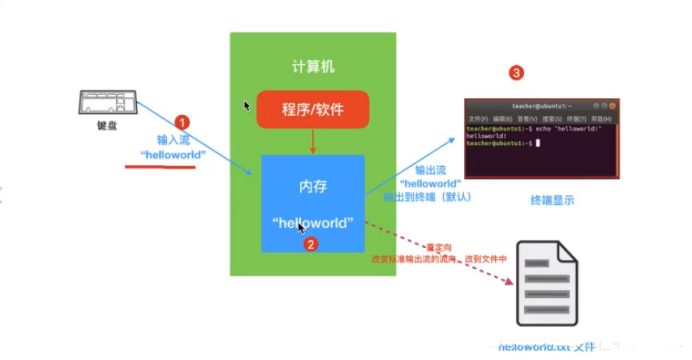 计算机
程序/软件
键盘
1
输入流
“helloworld”
内存
“helloworld”
2
3
teacher@ubuntu1: ~
文件(F) 编辑(E) 查看(V) 搜索(S) 终端(T) 帮助(H)
teacher@ubuntu1:~$ echo "helloworld!"
helloworld!
teacher@ubuntu1:~$
输出流
“helloworld”
输出到终端（默认）
终端显示
重定向
改变标准输出流的流向，改到文件中
helloworld.txt 文件